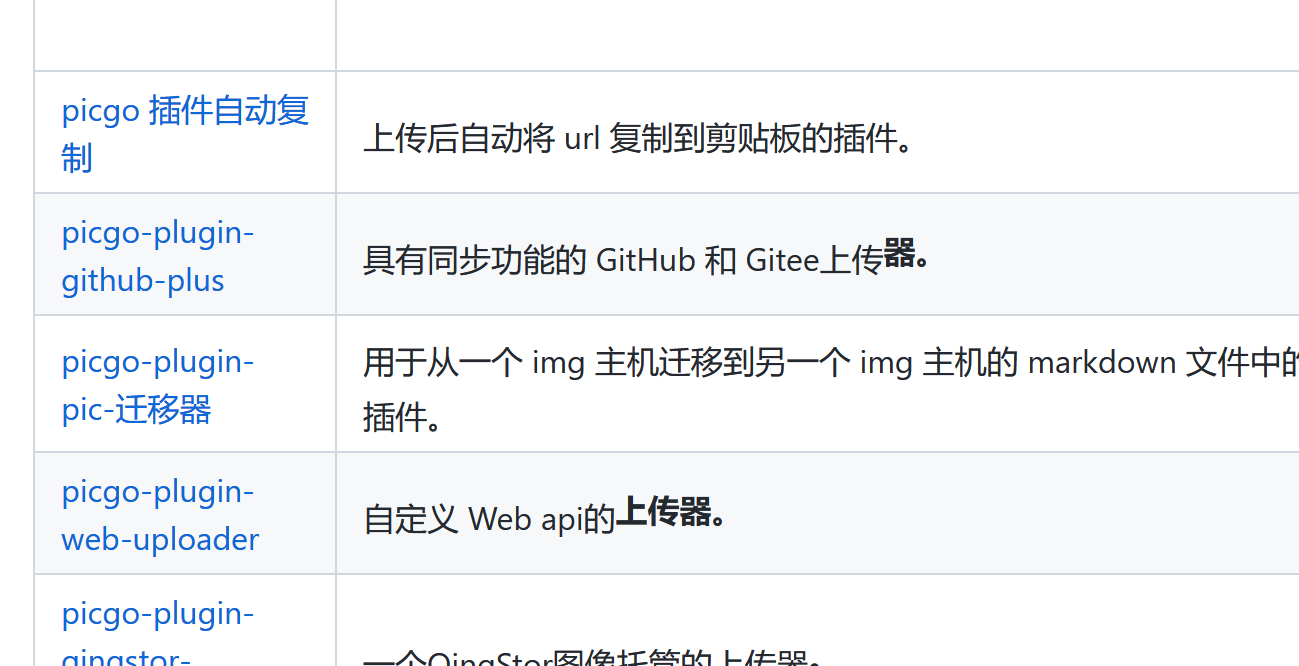 picgo 插件自动复
制
上传后自动将 url 复制到剪贴板的插件。
picgo-plugin-
github-plus
具有同步功能的 GitHub 和 Gitee上传器。
picgo-plugin-
pic-迁移器
用于从一个 img 主机迁移到另一个 img 主机的 markdown 文件中的
插件。
picgo-plugin-
web-uploader
自定义 Web api的上传器。
picgo-plugin-
qingstor-
一个QingStor图像托管的上传器。